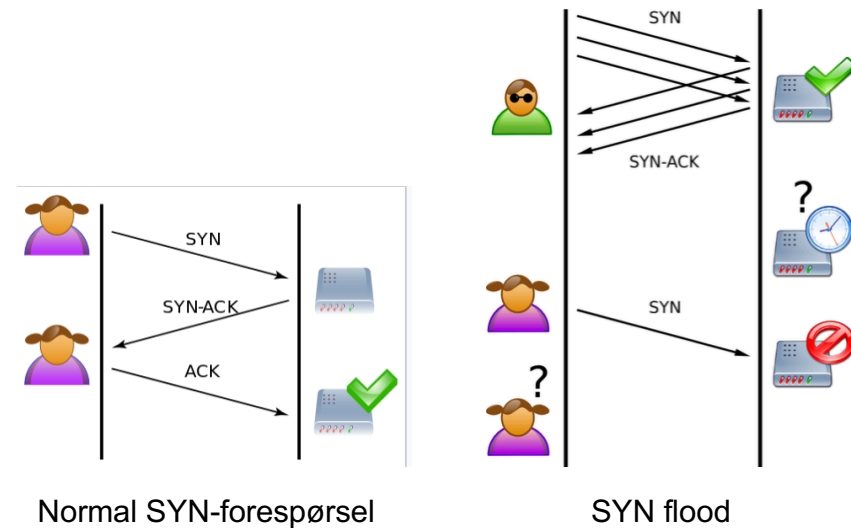 SYN
SYN-ACK
ACK
Normal SYN-forespørsel
SYN
SYN-ACK
?
SYN
?
SYN flood